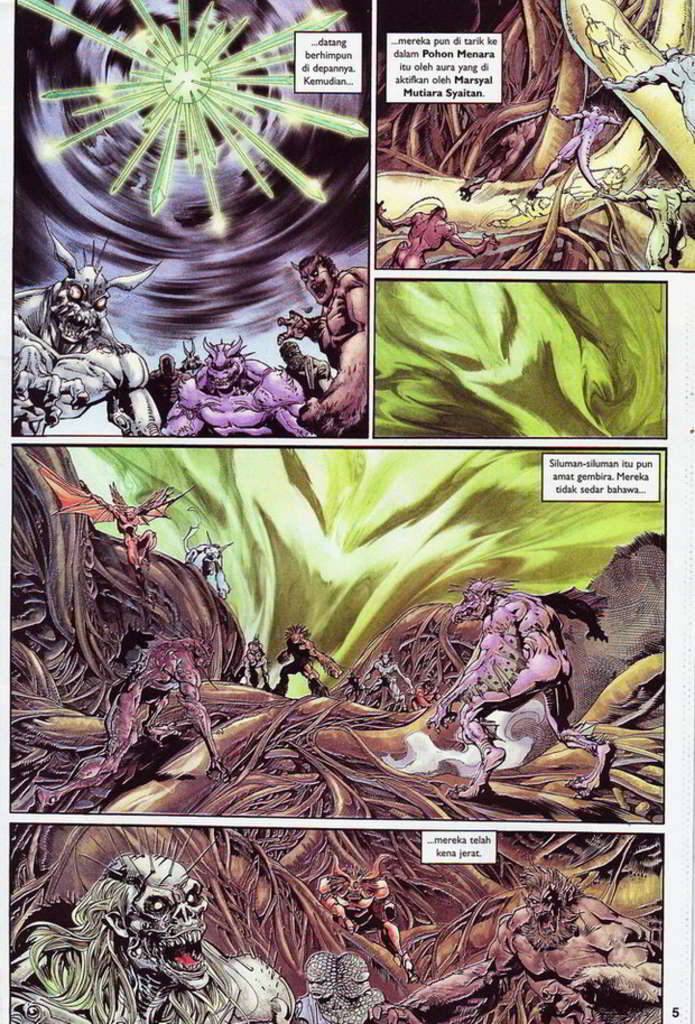 ...datang
berhimpun
di depannya.
Kemudian...
...mereka pun di tarik ke
dalam Pohon Menara
itu oleh aura yang di
aktifkan oleh Marsyal
Mutiara Syaitan.
Siluman-siluman itu pun
amat gembira. Mereka
tidak sedar bahawa...
...mereka telah
kena jerat.
5